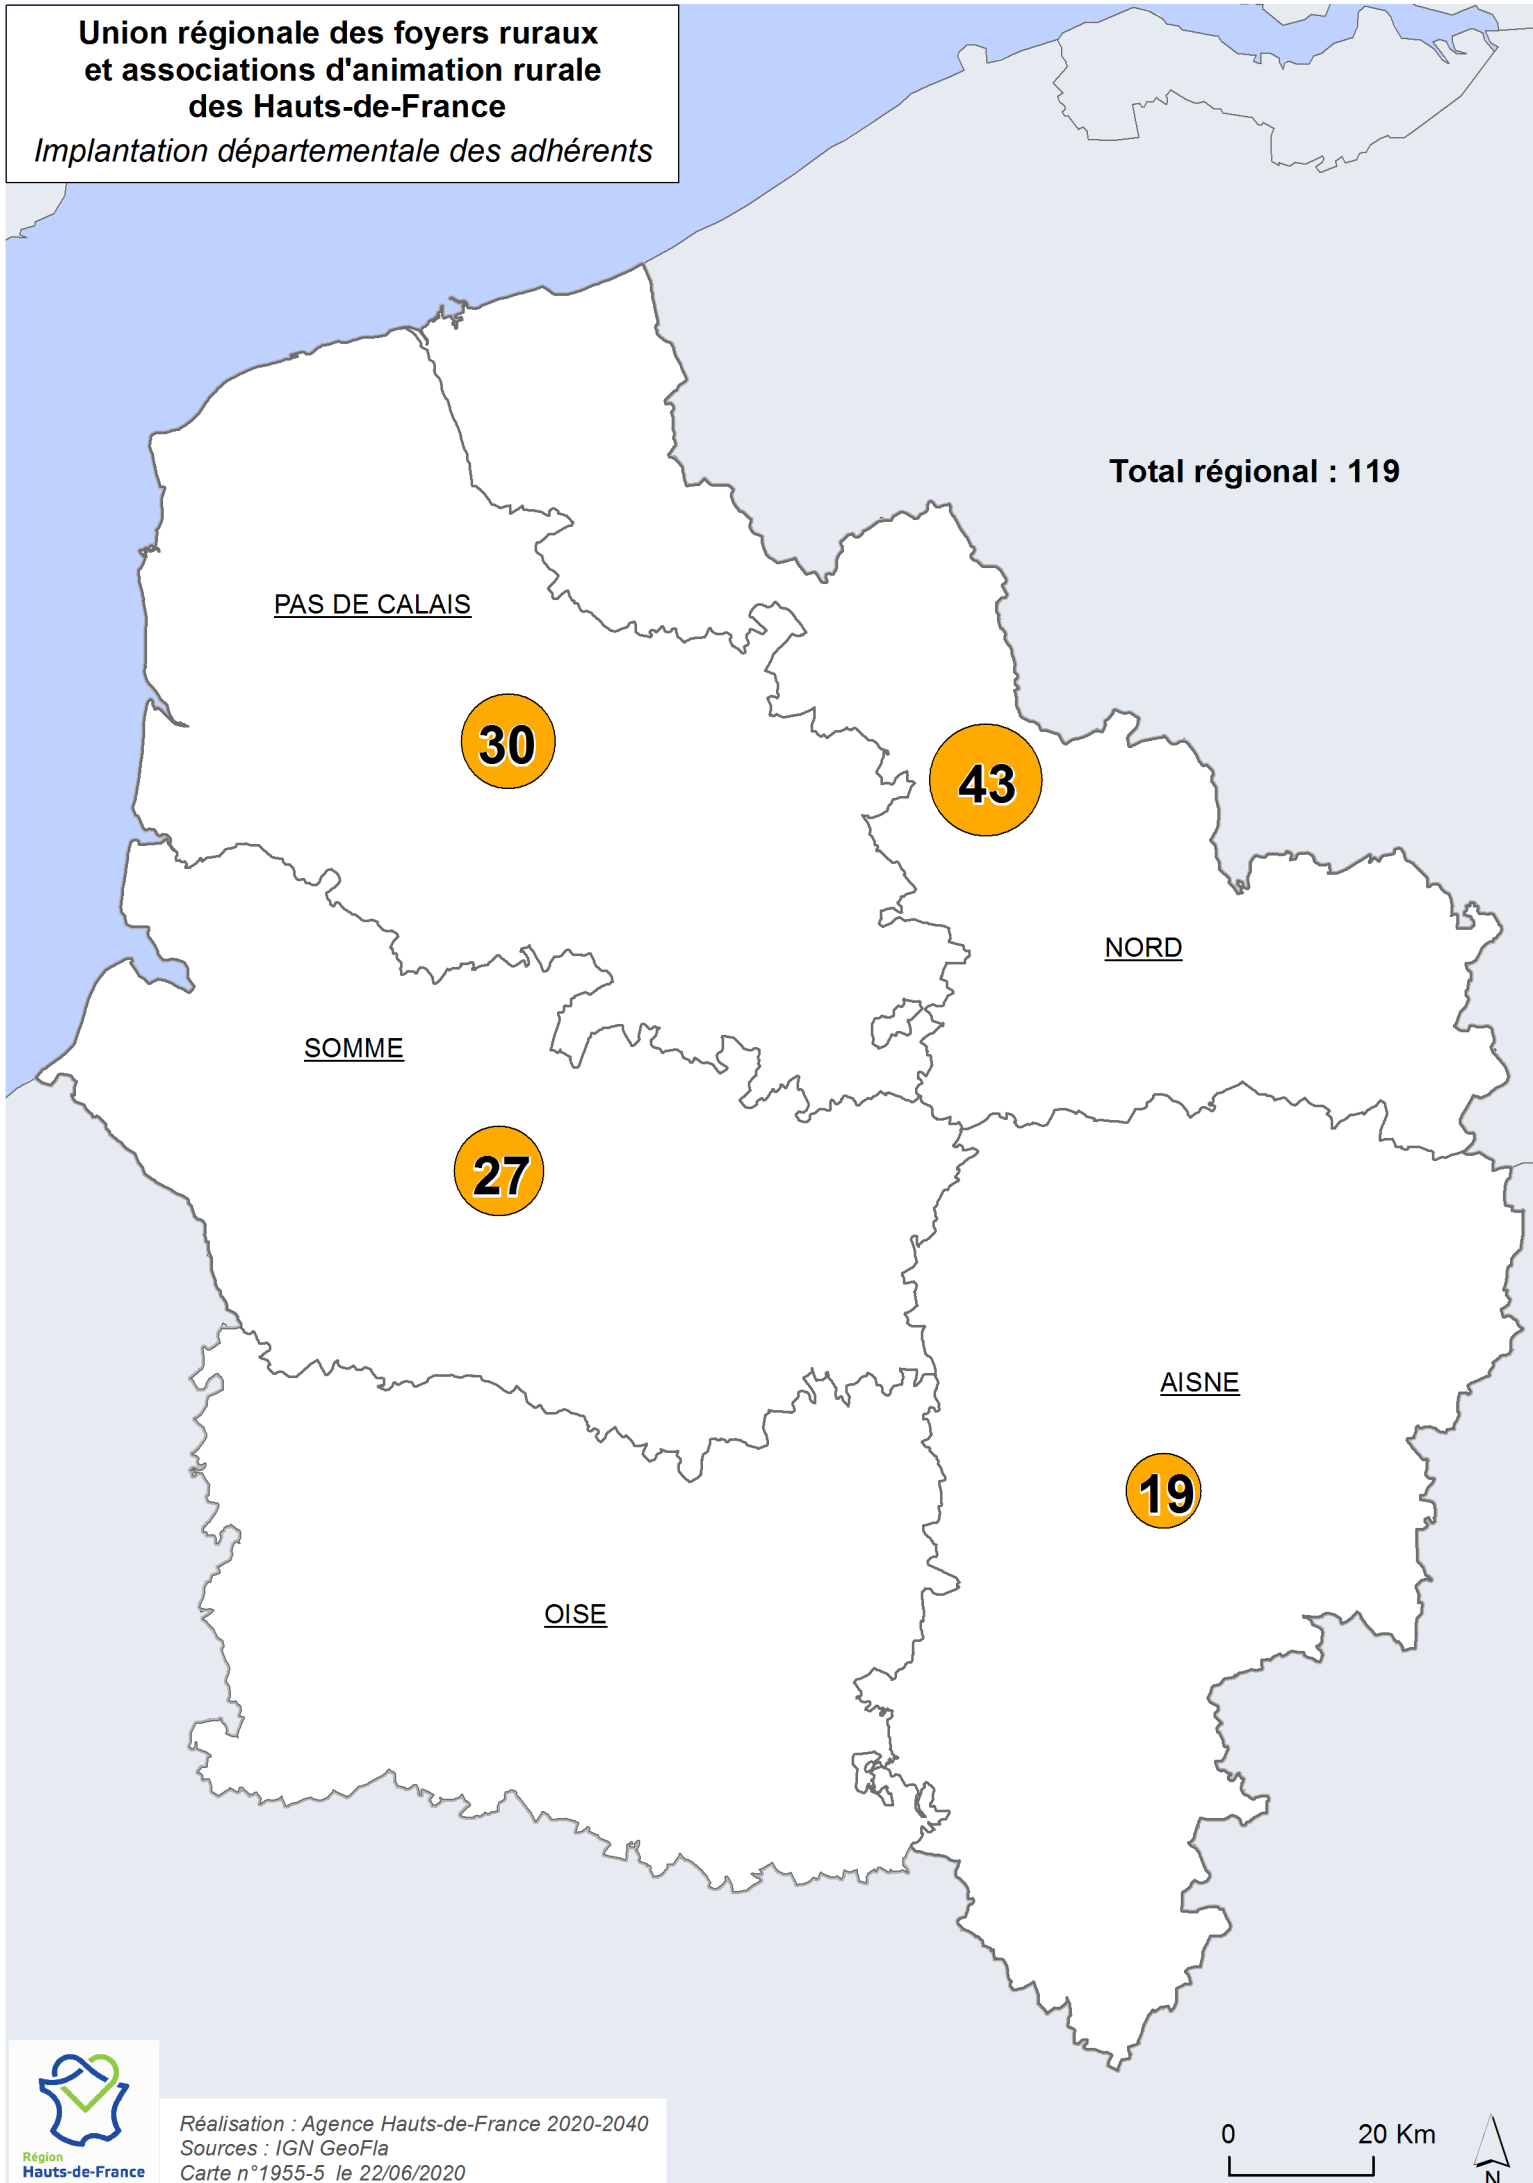 Union régionale des foyers ruraux
et associations d'animation rurale
des Hauts-de-France
Implantation départementale des adhérents
Total régional : 119
PAS DE CALAIS
30
43
NORD
SOMME
27
AISNE
19
OISE
Région
Hauts-de-France
Réalisation : Agence Hauts-de-France 2020-2040
Sources : IGN GeoFla
Carte n°1955-5 le 22/06/2020
0 20 Km
N